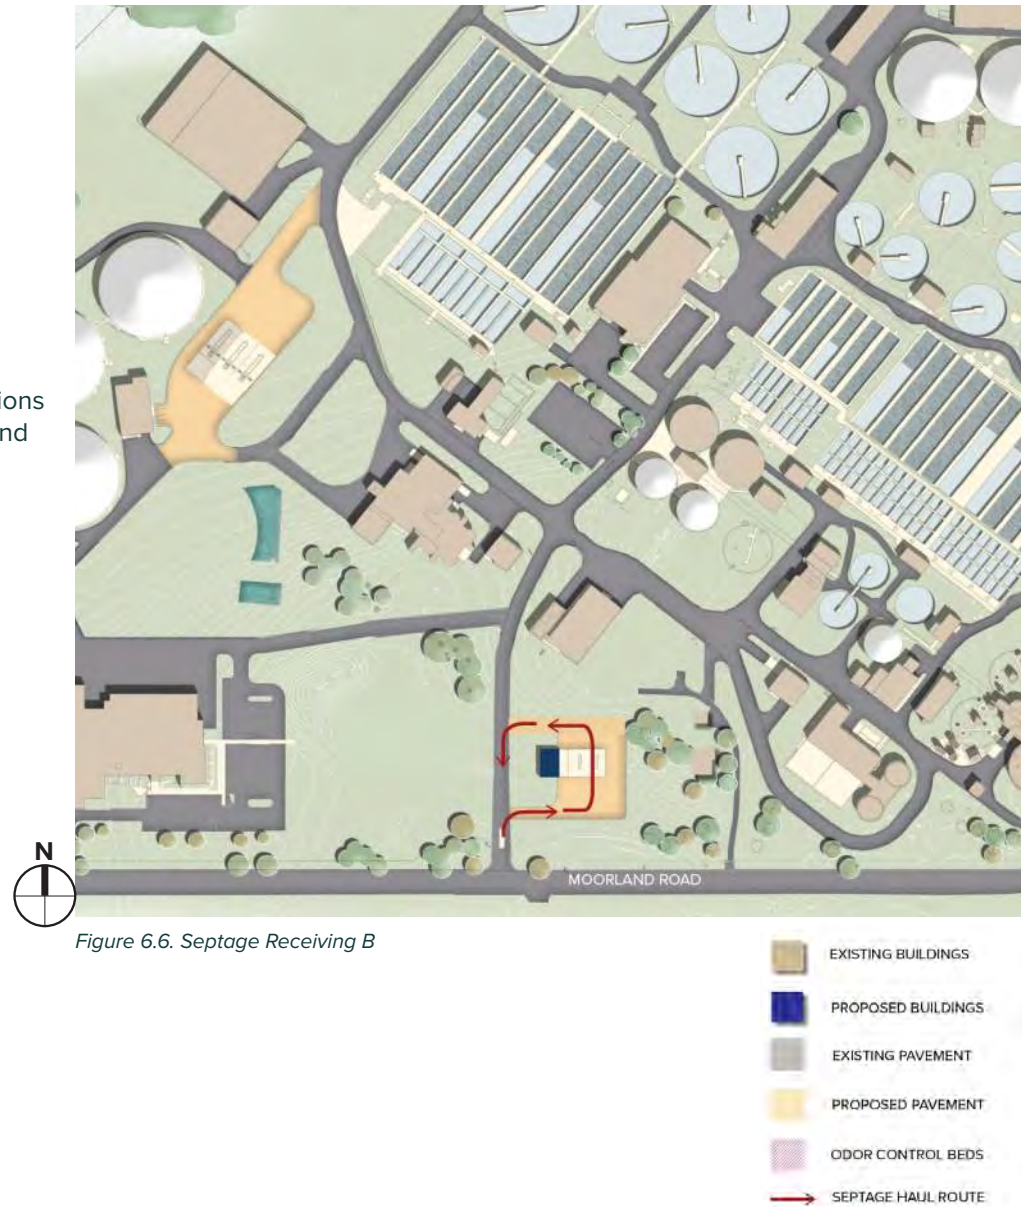 ions
nd
MOORLAND ROAD
N
Figure 6.6. Septage Receiving B
EXISTING BUILDINGS
PROPOSED BUILDINGS
EXISTING PAVEMENT
PROPOSED PAVEMENT
ODOR CONTROL BEDS
SEPTAGE HAUL ROUTE